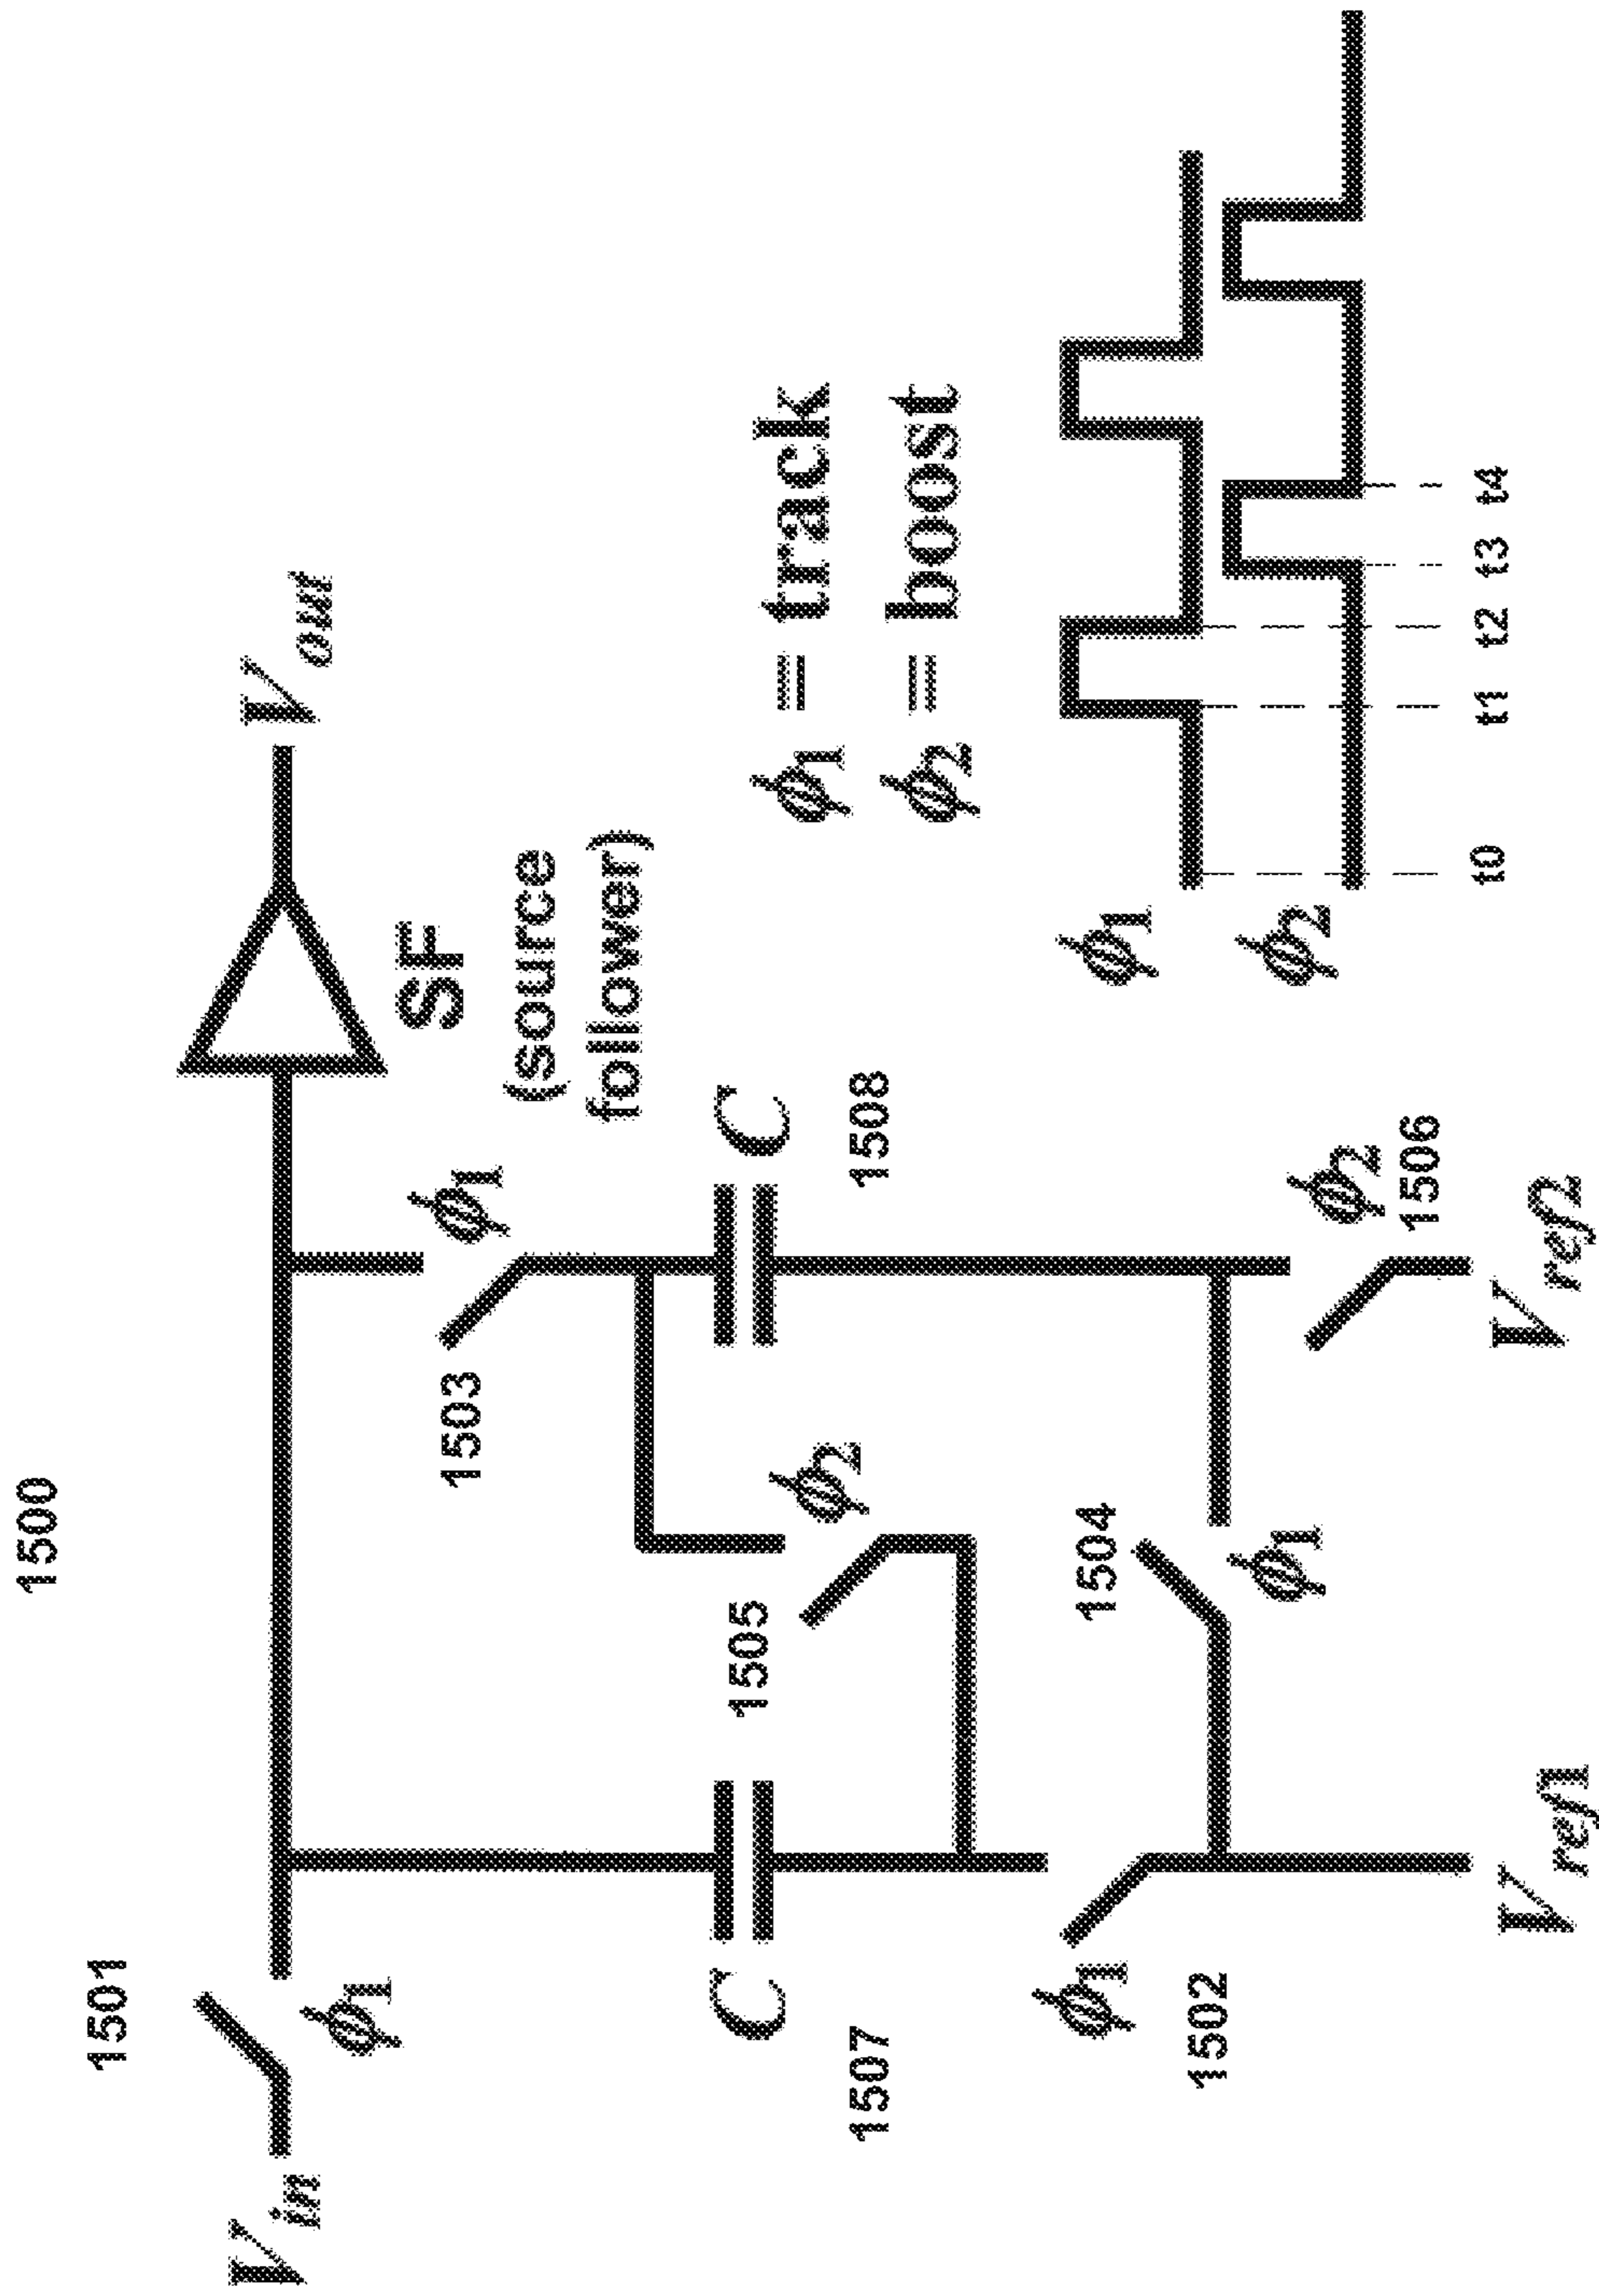 1500
1501
V_in
ϕ1
V_out
SF
(source
follower)
1503
ϕ1
C
1507
C
1508
1505
ϕ2
ϕ1
1502
1504
ϕ1
ϕ2
1506
V_ref1
V_ref2
ϕ1 = track
ϕ2 = boost
ϕ1
ϕ2
t0 t1 t2 t3 t4